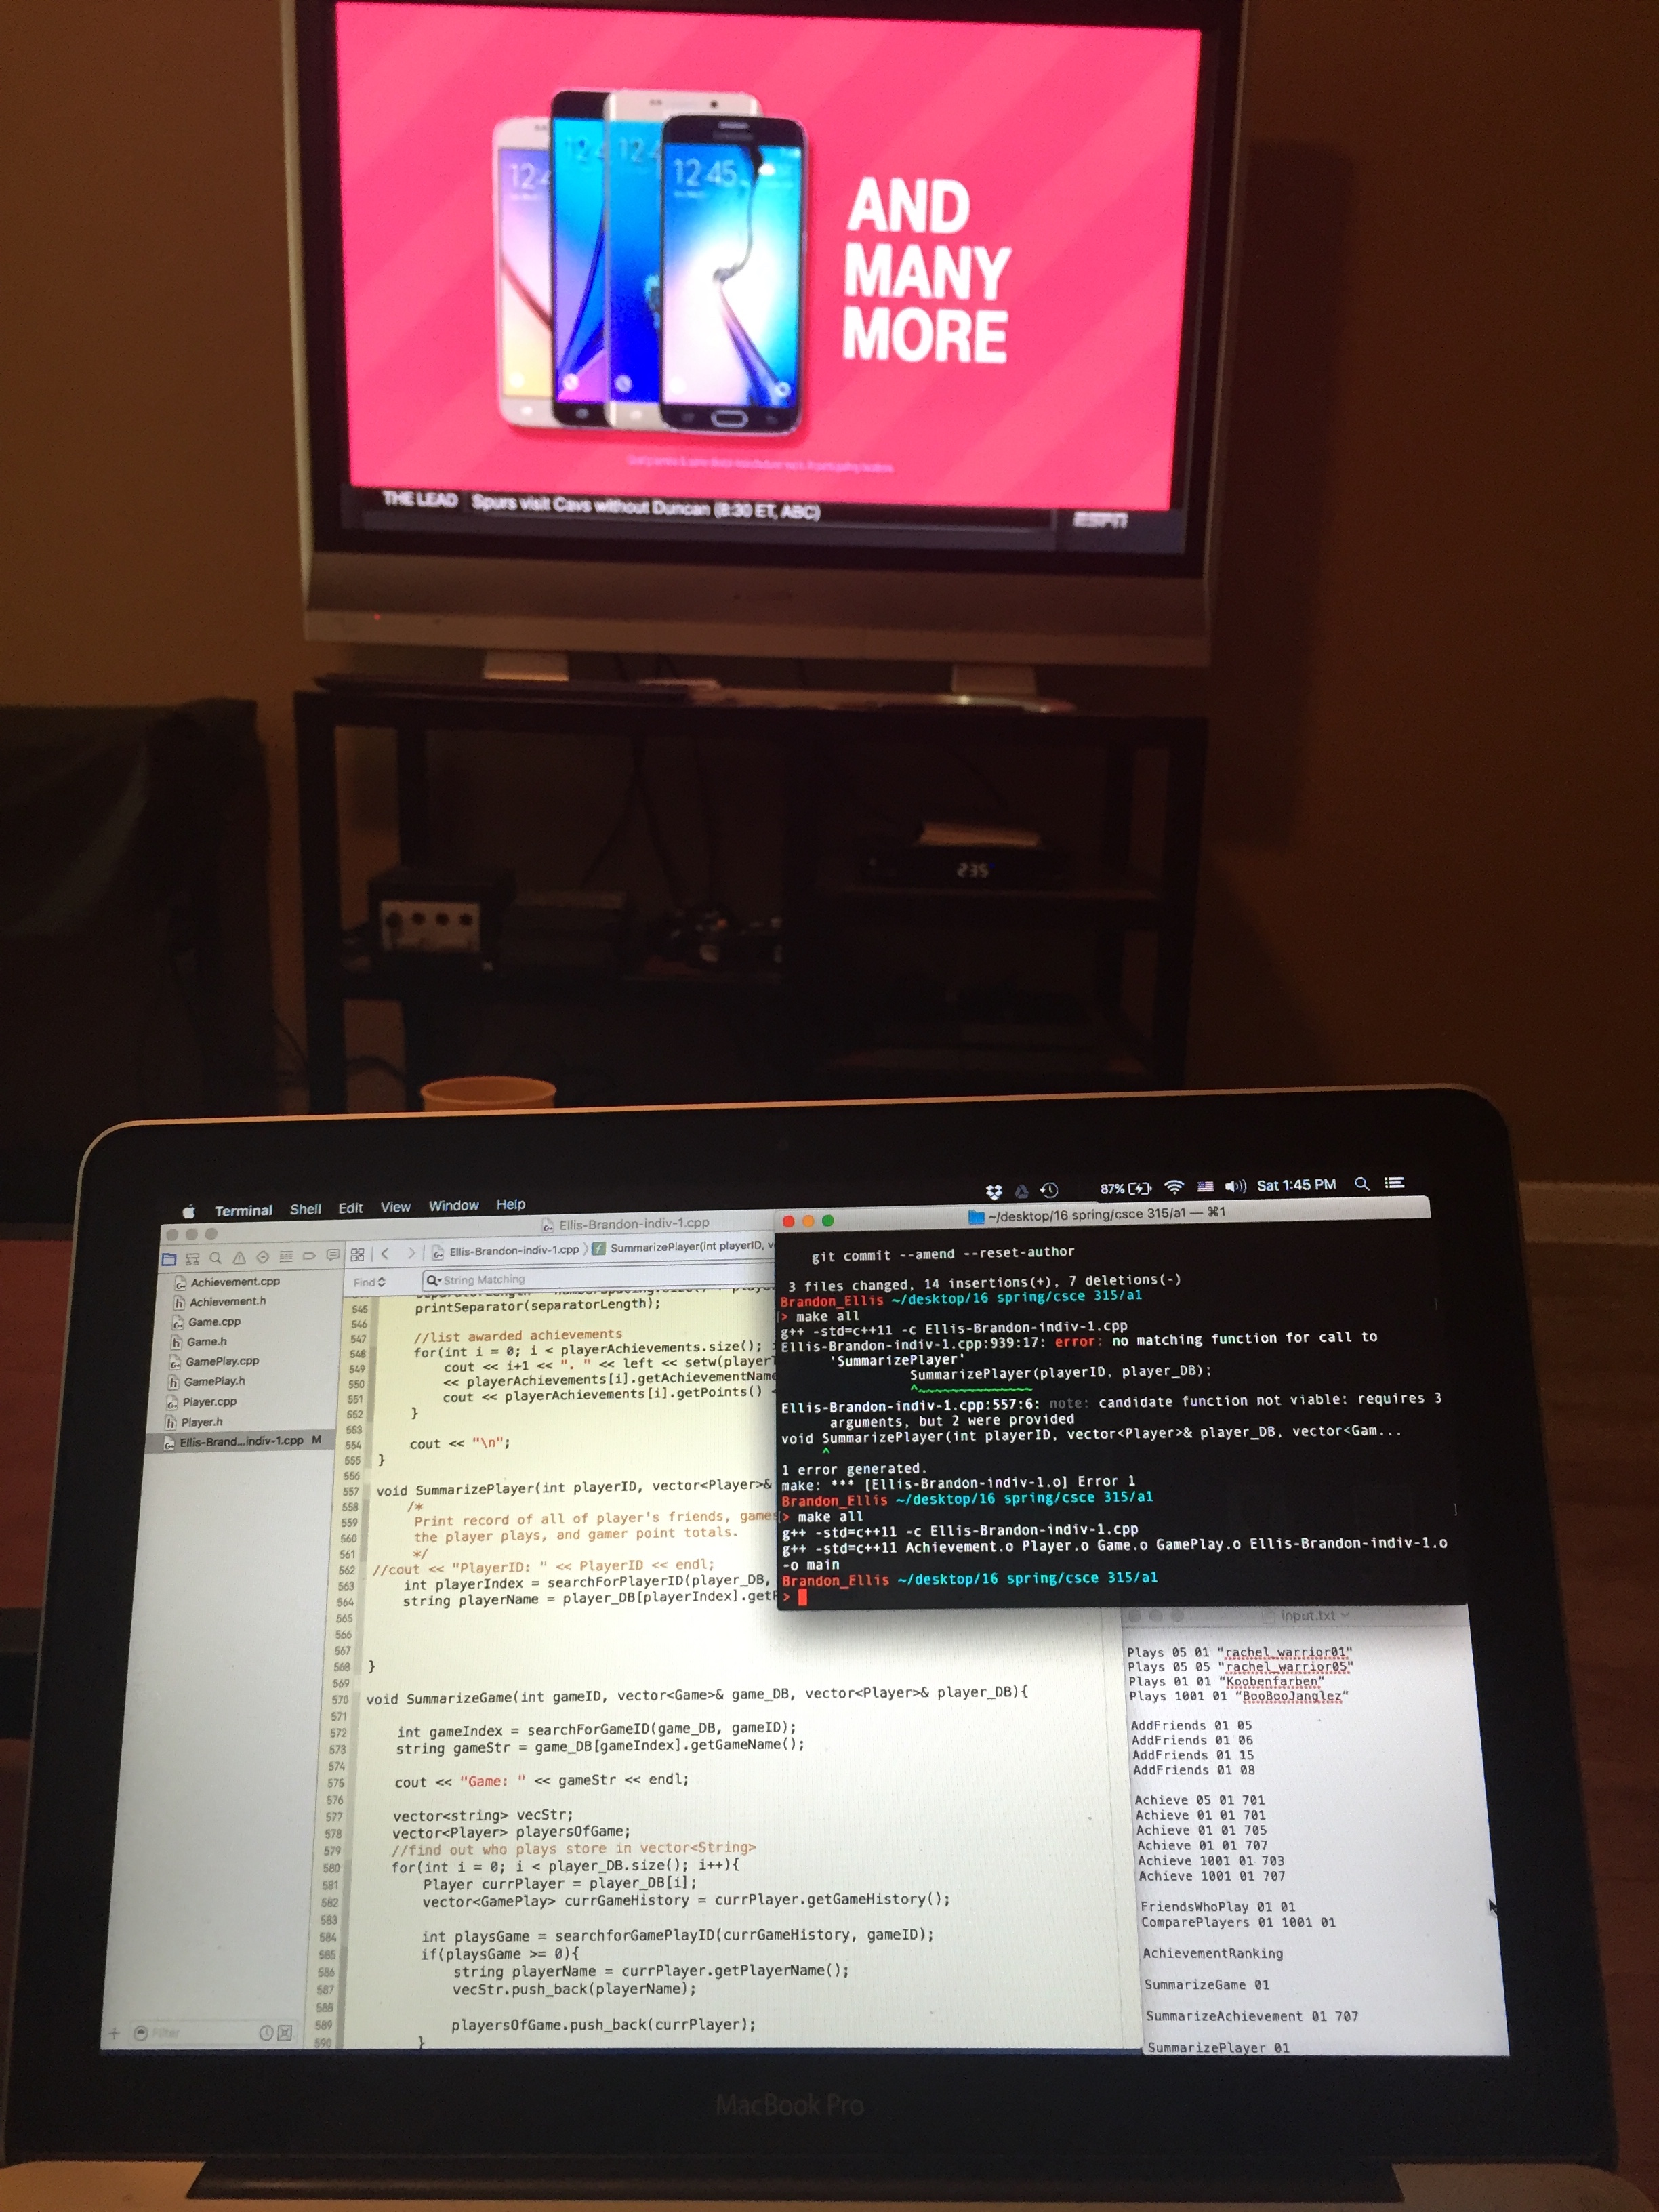 12:4
12:4
12:4
12:45
AND
MANY
MORE
THE LEAD Spurs visit Cavs without Duncan (8:30 ET, ABC)
ESPN
235
Terminal Shell Edit View Window Help
87% Sat 1:45 PM
Ellis-Brandon-indiv-1.cpp
Ellis-Brandon-indiv-1.cpp SummarizePlayer(int playerID, v
Find String Matching
Achievement.cpp
Achievement.h
Game.cpp
Game.h
GamePlay.cpp
GamePlay.h
Player.cpp
Player.h
Ellis-Brand...indiv-1.cpp M
Filter
545 printSeparator(separatorLength);
546
547 //list awarded achievements
548 for(int i = 0; i < playerAchievements.size();
549 cout << i+1 << ". " << left << setw(player
550 << playerAchievements[i].getAchievementName
551 cout << playerAchievements[i].getPoints()
552 }
553
554 cout << "\n";
555 }
556
557 void SummarizePlayer(int playerID, vector<Player>&
558 /*
559 Print record of all of player's friends, games
560 the player plays, and gamer point totals.
561 */
562 //cout << "PlayerID: " << PlayerID << endl;
563 int playerIndex = searchForPlayerID(player_DB,
564 string playerName = player_DB[playerIndex].getP
565
566
567
568 }
569
570 void SummarizeGame(int gameID, vector<Game>& game_DB, vector<Player>& player_DB){
571
572 int gameIndex = searchForGameID(game_DB, gameID);
573 string gameStr = game_DB[gameIndex].getGameName();
574
575 cout << "Game: " << gameStr << endl;
576
577 vector<string> vecStr;
578 vector<Player> playersOfGame;
579 //find out who plays store in vector<String>
580 for(int i = 0; i < player_DB.size(); i++){
581 Player currPlayer = player_DB[i];
582 vector<GamePlay> currGameHistory = currPlayer.getGameHistory();
583
584 int playsGame = searchforGamePlayID(currGameHistory, gameID);
585 if(playsGame >= 0){
586 string playerName = currPlayer.getPlayerName();
587 vecStr.push_back(playerName);
588
589 playersOfGame.push_back(currPlayer);
590 }
~/desktop/16 spring/csce 315/a1 — ⌘1
git commit --amend --reset-author
3 files changed, 14 insertions(+), 7 deletions(-)
Brandon_Ellis ~/desktop/16 spring/csce 315/a1
> make all
g++ -std=c++11 -c Ellis-Brandon-indiv-1.cpp
Ellis-Brandon-indiv-1.cpp:939:17: error: no matching function for call to
'SummarizePlayer'
SummarizePlayer(playerID, player_DB);
^~~~~~~~~~~~~~~
Ellis-Brandon-indiv-1.cpp:557:6: note: candidate function not viable: requires 3
arguments, but 2 were provided
void SummarizePlayer(int playerID, vector<Player>& player_DB, vector<Gam...
^
1 error generated.
make: *** [Ellis-Brandon-indiv-1.o] Error 1
Brandon_Ellis ~/desktop/16 spring/csce 315/a1
> make all
g++ -std=c++11 -c Ellis-Brandon-indiv-1.cpp
g++ -std=c++11 Achievement.o Player.o Game.o GamePlay.o Ellis-Brandon-indiv-1.o
-o main
Brandon_Ellis ~/desktop/16 spring/csce 315/a1
>
input.txt
Plays 05 01 "rachel_warrior01"
Plays 05 05 "rachel_warrior05"
Plays 01 01 "Koobenfarben"
Plays 1001 01 "BooBooJanglez"
AddFriends 01 05
AddFriends 01 06
AddFriends 01 15
AddFriends 01 08
Achieve 05 01 701
Achieve 01 01 701
Achieve 01 01 705
Achieve 01 01 707
Achieve 1001 01 703
Achieve 1001 01 707
FriendsWhoPlay 01 01
ComparePlayers 01 1001 01
AchievementRanking
SummarizeGame 01
SummarizeAchievement 01 707
SummarizePlayer 01
MacBook Pro